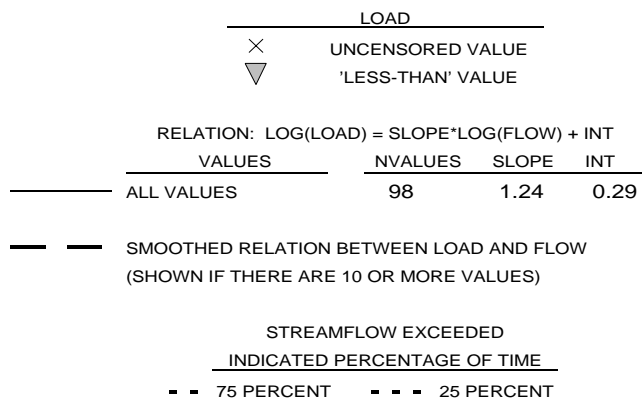 LOAD
UNCENSORED VALUE
'LESS-THAN' VALUE
RELATION: LOG(LOAD) = SLOPE*LOG(FLOW) + INT
VALUES NVALUES SLOPE INT
ALL VALUES 98 1.24 0.29
SMOOTHED RELATION BETWEEN LOAD AND FLOW
(SHOWN IF THERE ARE 10 OR MORE VALUES)
STREAMFLOW EXCEEDED
INDICATED PERCENTAGE OF TIME
75 PERCENT 25 PERCENT